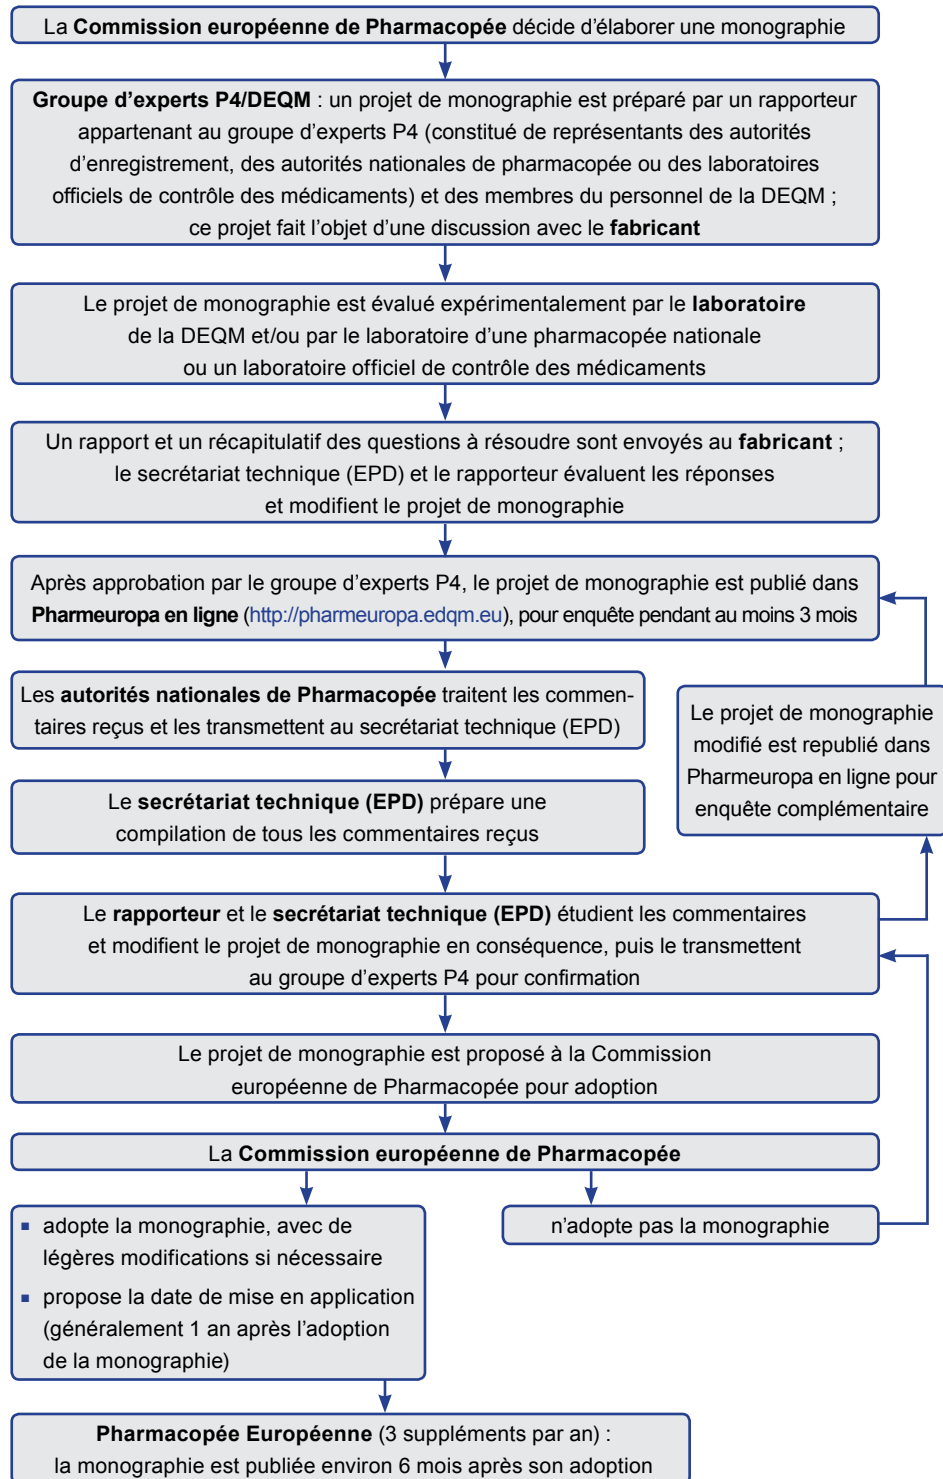 La Commission européenne de Pharmacopée décide d'élaborer une monographie
Groupe d'experts P4/DEQM : un projet de monographie est préparé par un rapporteur
appartenant au groupe d'experts P4 (constitué de représentants des autorités
d'enregistrement, des autorités nationales de pharmacopée ou des laboratoires
officiels de contrôle des médicaments) et des membres du personnel de la DEQM ;
ce projet fait l'objet d'une discussion avec le fabricant
Le projet de monographie est évalué expérimentalement par le laboratoire
de la DEQM et/ou par le laboratoire d'une pharmacopée nationale
ou un laboratoire officiel de contrôle des médicaments
Un rapport et un récapitulatif des questions à résoudre sont envoyés au fabricant ;
le secrétariat technique (EPD) et le rapporteur évaluent les réponses
et modifient le projet de monographie
Après approbation par le groupe d'experts P4, le projet de monographie est publié dans
Pharmeuropa en ligne (http://pharmeuropa.edqm.eu), pour enquête pendant au moins 3 mois
Les autorités nationales de Pharmacopée traitent les commen-
taires reçus et les transmettent au secrétariat technique (EPD)
Le projet de monographie
modifié est republié dans
Pharmeuropa en ligne pour
enquête complémentaire
Le secrétariat technique (EPD) prépare une
compilation de tous les commentaires reçus
Le rapporteur et le secrétariat technique (EPD) étudient les commentaires
et modifient le projet de monographie en conséquence, puis le transmettent
au groupe d'experts P4 pour confirmation
Le projet de monographie est proposé à la Commission
européenne de Pharmacopée pour adoption
La Commission européenne de Pharmacopée
▪ adopte la monographie, avec de
légères modifications si nécessaire
▪ propose la date de mise en application
(généralement 1 an après l'adoption
de la monographie)
n'adopte pas la monographie
Pharmacopée Européenne (3 suppléments par an) :
la monographie est publiée environ 6 mois après son adoption